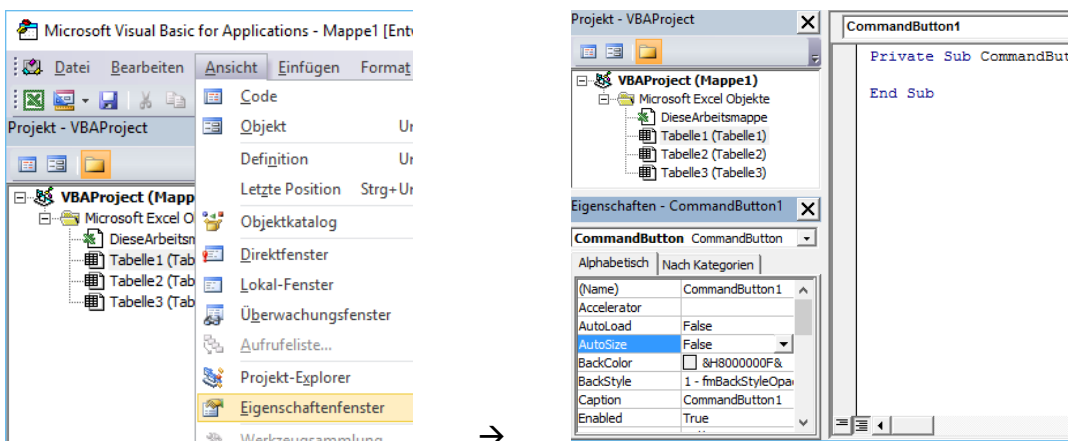 Microsoft Visual Basic for Applications - Mappe1 [Entw
Datei Bearbeiten Ansicht Einfügen Format
Projekt - VBAProject
VBAProject (Mapp
Microsoft Excel O
DieseArbeitsm
Tabelle1 (Tab
Tabelle2 (Tab
Tabelle3 (Tab
Code
Objekt Um
Definition Um
Letzte Position Strg+Um
Objektkatalog
Direktfenster
Lokal-Fenster
Überwachungsfenster
Aufrufeliste...
Projekt-Explorer
Eigenschaftenfenster
Werkzeugsammlung
→
Projekt - VBAProject
VBAProject (Mappe1)
Microsoft Excel Objekte
DieseArbeitsmappe
Tabelle1 (Tabelle1)
Tabelle2 (Tabelle2)
Tabelle3 (Tabelle3)
Eigenschaften - CommandButton1
CommandButton CommandButton
Alphabetisch Nach Kategorien
(Name) CommandButton1
Accelerator
AutoLoad False
AutoSize False
BackColor &H8000000F&
BackStyle 1 - fmBackStyleOpa
Caption CommandButton1
Enabled True
CommandButton1
Private Sub CommandBut
End Sub